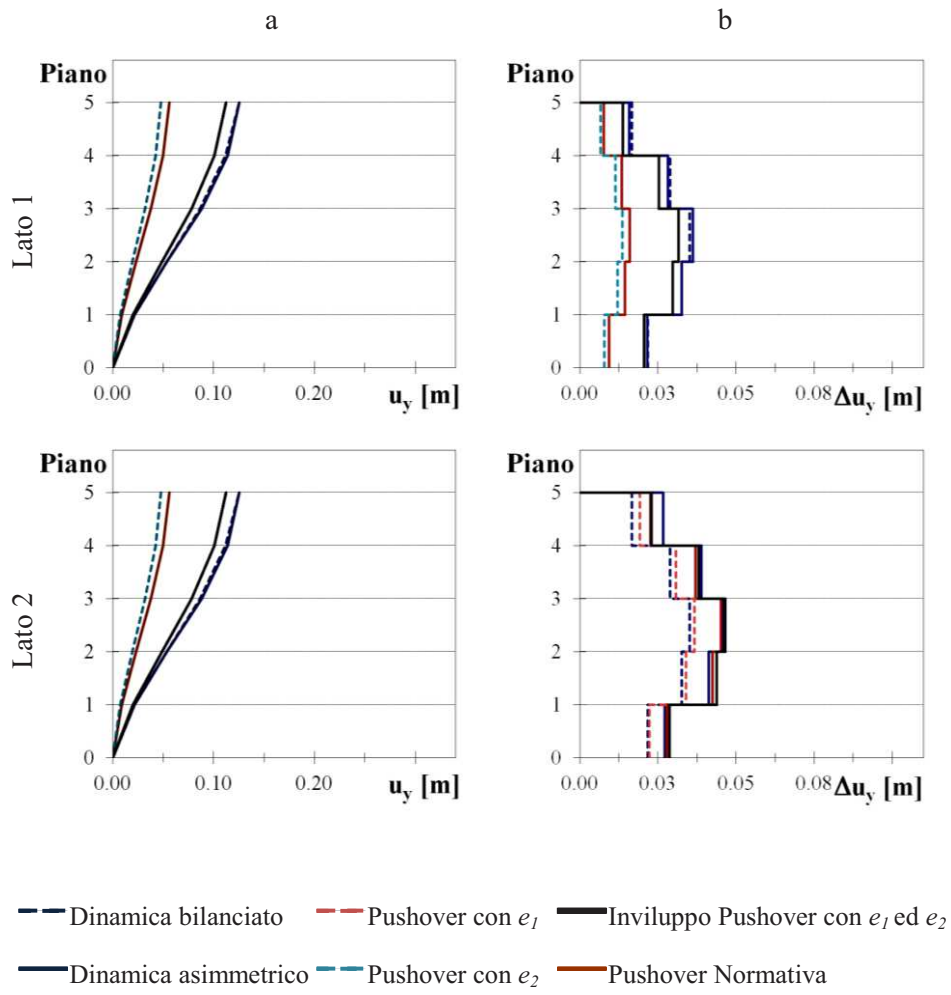 a b
Lato 1
Piano
5
4
3
2
1
0
0.00 0.10 0.20 u_y [m]
Piano
5
4
3
2
1
0
0.00 0.03 0.05 0.08 Δu_y [m]
Lato 2
Piano
5
4
3
2
1
0
0.00 0.10 0.20 u_y [m]
Piano
5
4
3
2
1
0
0.00 0.03 0.05 0.08 Δu_y [m]
Dinamica bilanciato Pushover con e_1 Inviluppo Pushover con e_1 ed e_2
Dinamica asimmetrico Pushover con e_2 Pushover Normativa